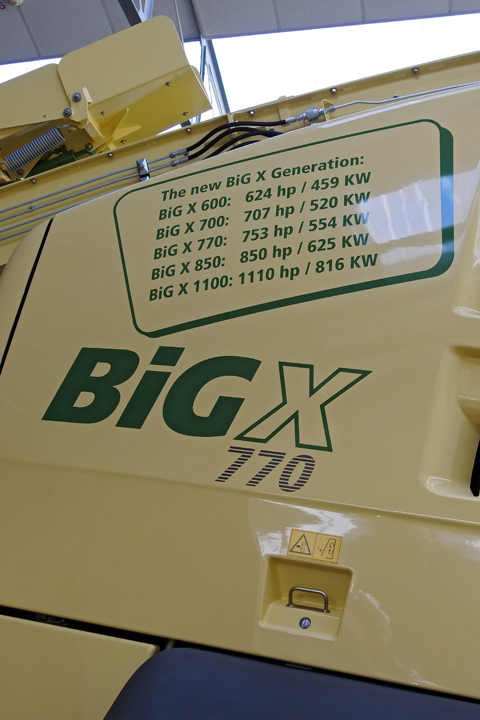 The new BiG X Generation:
BiG X 600: 624 hp / 459 KW
BiG X 700: 707 hp / 520 KW
BiG X 770: 753 hp / 554 KW
BiG X 850: 850 hp / 625 KW
BiG X 1100: 1110 hp / 816 KW
BiG X
770